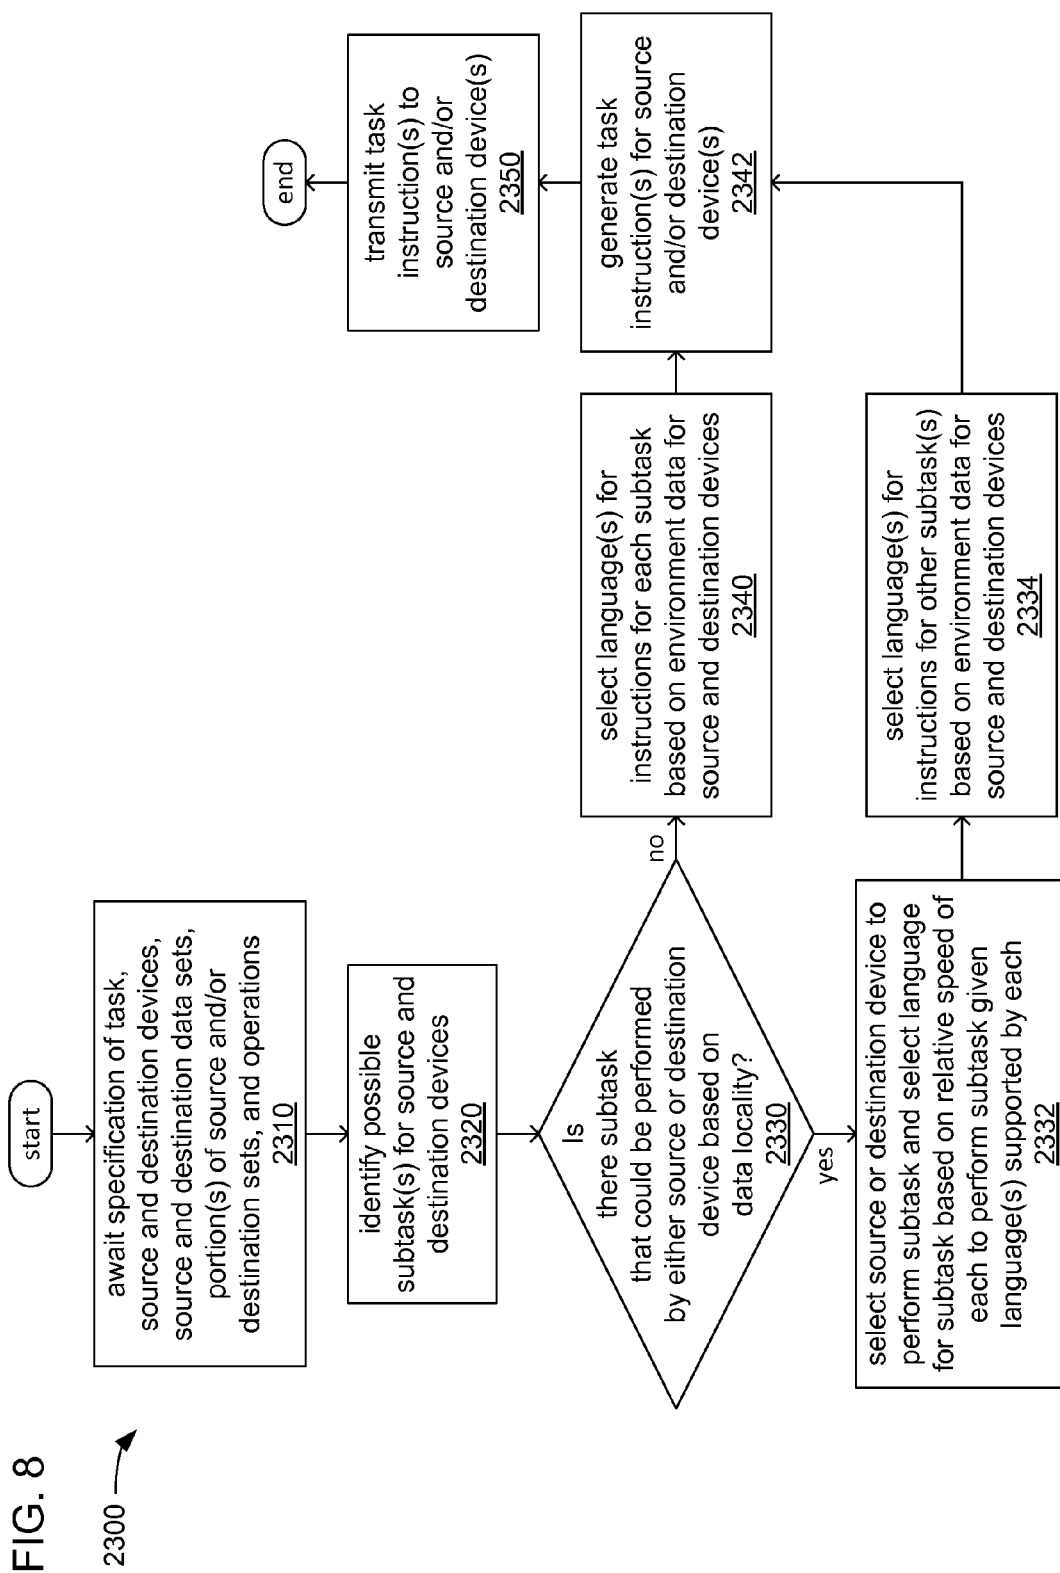 FIG. 8
2300
start
await specification of task,
source and destination devices,
source and destination data sets,
portion(s) of source and/or
destination sets, and operations
2310
identify possible
subtask(s) for source and
destination devices
2320
Is
there subtask
that could be performed
by either source or destination
device based on
data locality?
2330
no
yes
select source or destination device to
perform subtask and select language
for subtask based on relative speed of
each to perform subtask given
language(s) supported by each
2332
select language(s) for
instructions for other subtask(s)
based on environment data for
source and destination devices
2334
select language(s) for
instructions for each subtask
based on environment data for
source and destination devices
2340
generate task
instruction(s) for source
and/or destination
device(s)
2342
transmit task
instruction(s) to
source and/or
destination device(s)
2350
end